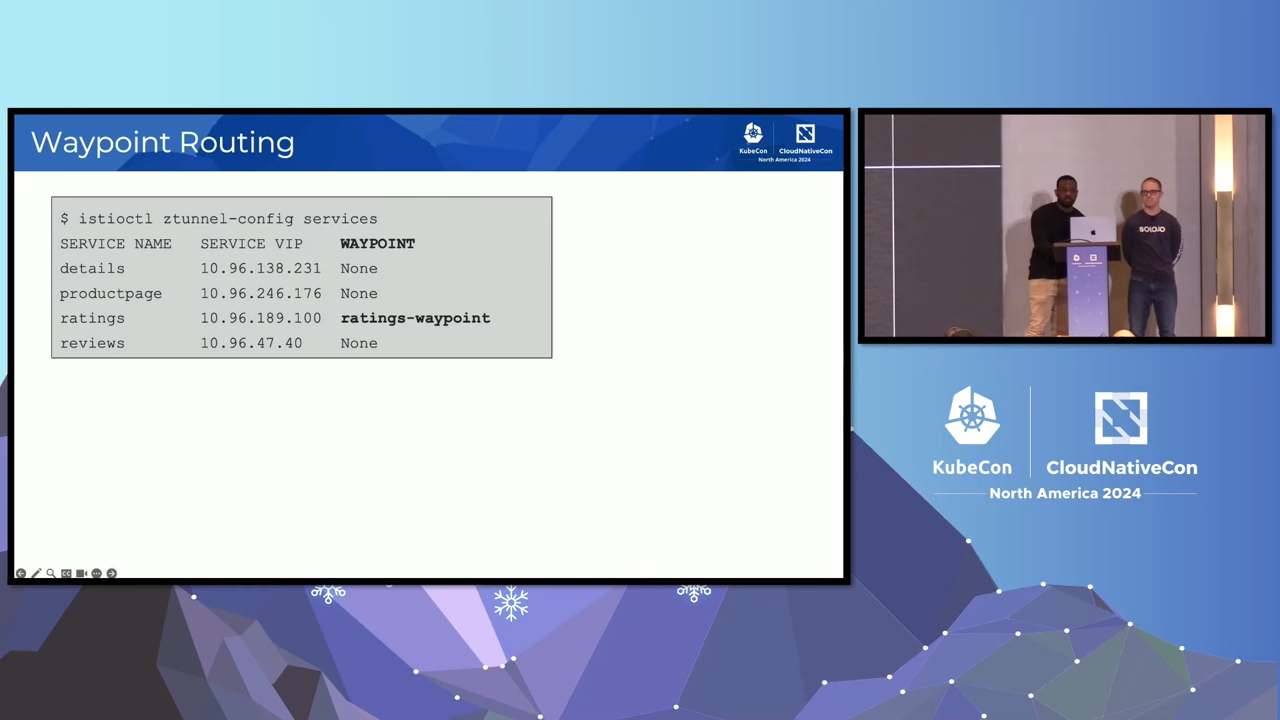 Waypoint Routing
KubeCon
CloudNativeCon
North America 2024
$ istioctl ztunnel-config services
SERVICE NAME SERVICE VIP WAYPOINT
details 10.96.138.231 None
productpage 10.96.246.176 None
ratings 10.96.189.100 ratings-waypoint
reviews 10.96.47.40 None
SOLO.IO
KubeCon
CloudNativeCon
North America 2024